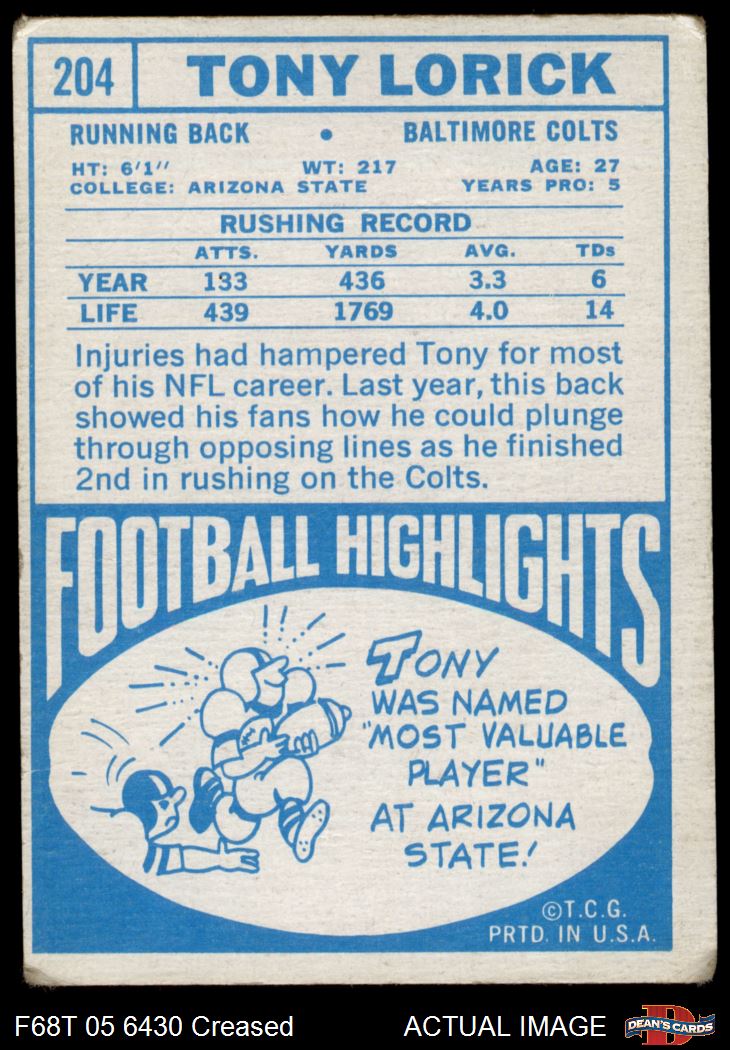 204 TONY LORICK
RUNNING BACK • BALTIMORE COLTS
HT: 6'1" WT: 217 AGE: 27
COLLEGE: ARIZONA STATE YEARS PRO: 5
RUSHING RECORD
ATTS. YARDS AVG. TDs
YEAR 133 436 3.3 6
LIFE 439 1769 4.0 14
Injuries had hampered Tony for most
of his NFL career. Last year, this back
showed his fans how he could plunge
through opposing lines as he finished
2nd in rushing on the Colts.
FOOTBALL HIGHLIGHTS
TONY
WAS NAMED
"MOST VALUABLE
PLAYER"
AT ARIZONA
STATE!
©T.C.G.
PRTD. IN U.S.A.
F68T 05 6430 Creased ACTUAL IMAGE
D
DEAN'S CARDS